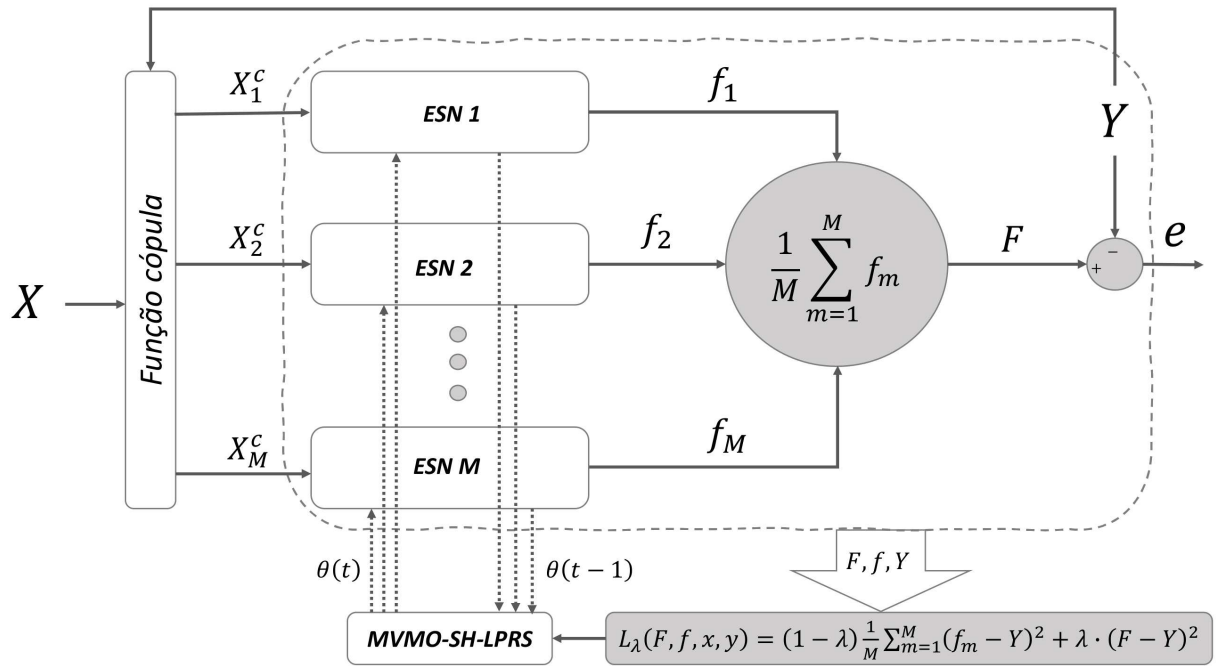 X
Função cópula
X_1^c
X_2^c
X_M^c
ESN 1
ESN 2
ESN M
f_1
f_2
f_M
\frac{1}{M} \sum_{m=1}^{M} f_m
F
Y
−
+
e
θ(t)
θ(t − 1)
F, f, Y
MVMO-SH-LPRS
L_λ(F, f, x, y) = (1 − λ) \frac{1}{M} \sum_{m=1}^{M} (f_m − Y)^2 + λ · (F − Y)^2